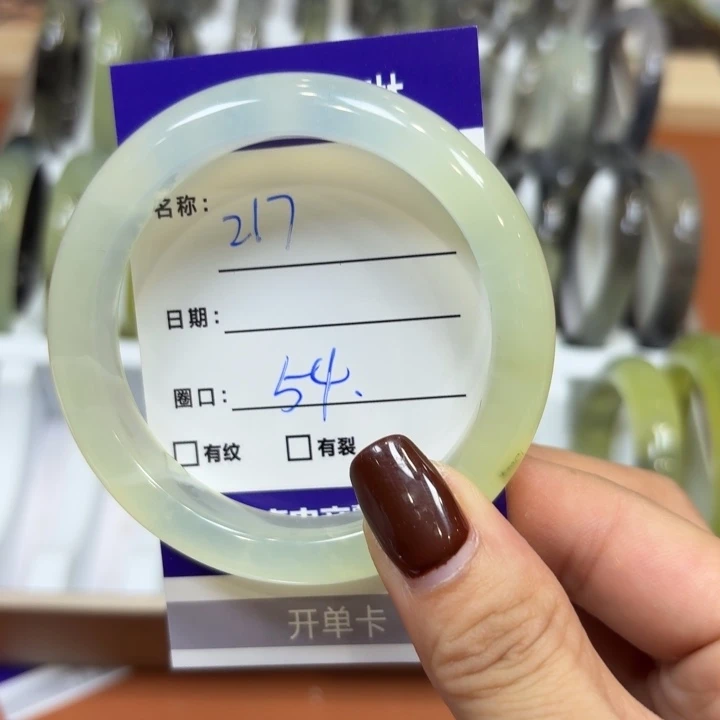 名称: 217
日期:
圈口: 54.
有纹 有裂
开单卡